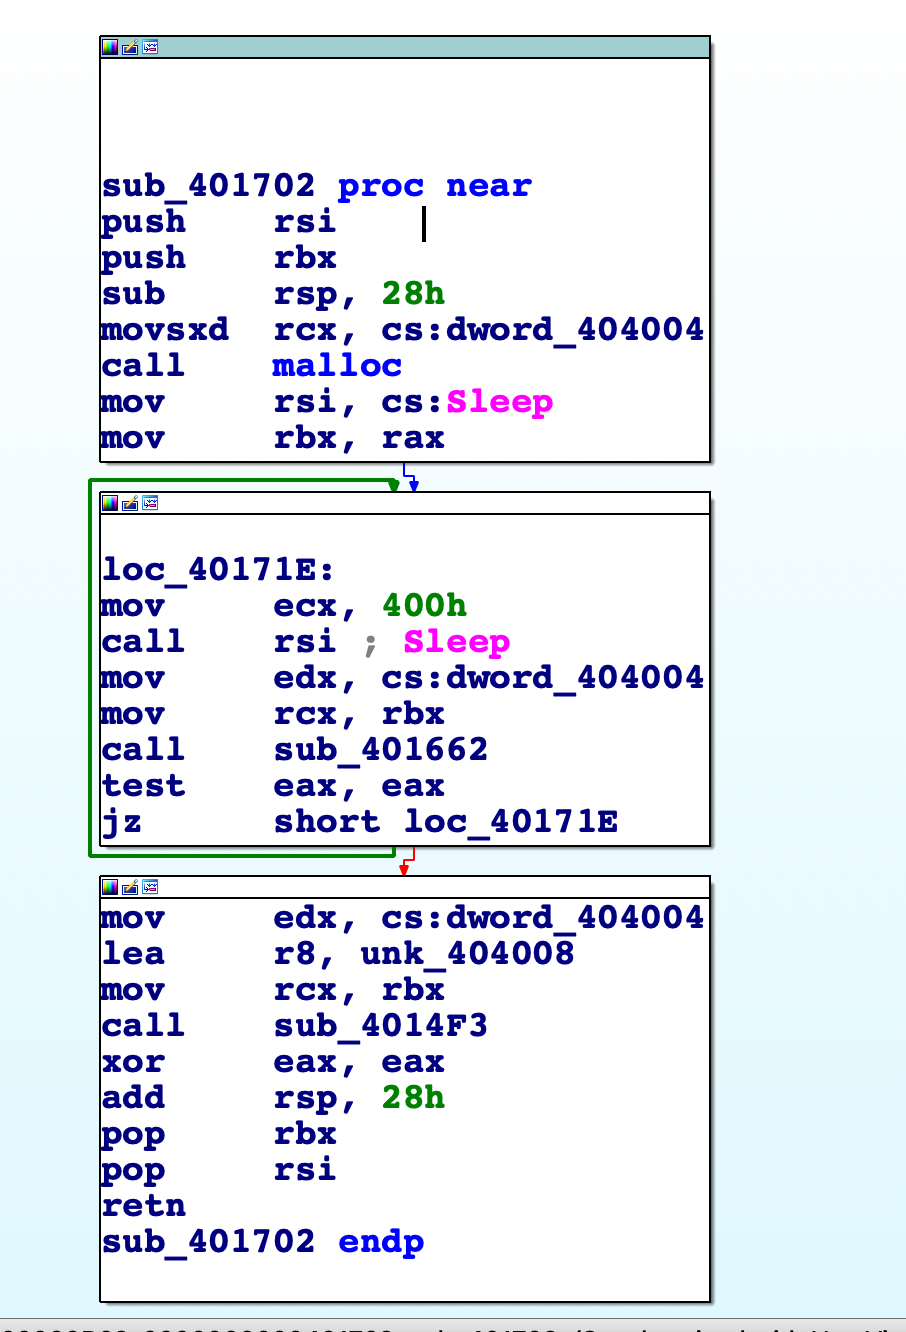 sub_401702 proc near
push rsi
push rbx
sub rsp, 28h
movsxd rcx, cs:dword_404004
call malloc
mov rsi, cs:Sleep
mov rbx, rax
loc_40171E:
mov ecx, 400h
call rsi ; Sleep
mov edx, cs:dword_404004
mov rcx, rbx
call sub_401662
test eax, eax
jz short loc_40171E
mov edx, cs:dword_404004
lea r8, unk_404008
mov rcx, rbx
call sub_4014F3
xor eax, eax
add rsp, 28h
pop rbx
pop rsi
retn
sub_401702 endp